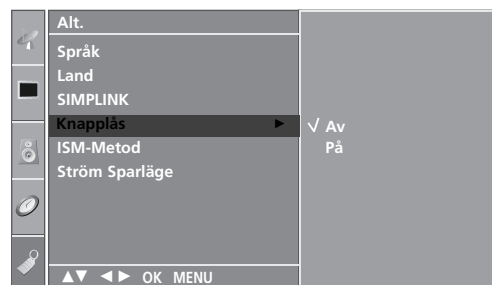 Alt.
Språk
Land
SIMPLINK
Knapplås ►
ISM-Metod
Ström Sparläge
√ Av
På
▲▼ ◄► OK MENU